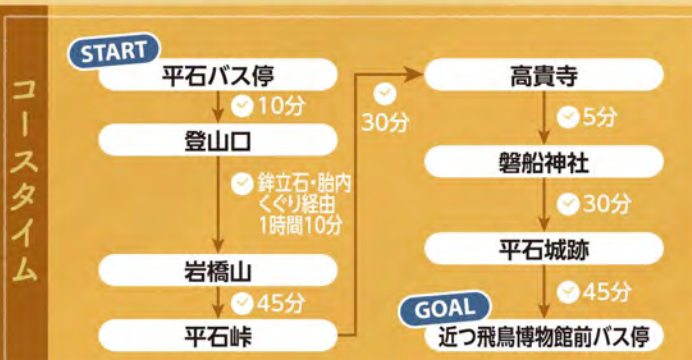 コースタイム
START
平石バス停
10分
登山口
鉾立石・胎内
くぐり経由
1時間10分
岩橋山
45分
平石峠
30分
高貴寺
5分
磐船神社
30分
平石城跡
45分
GOAL
近つ飛鳥博物館前バス停